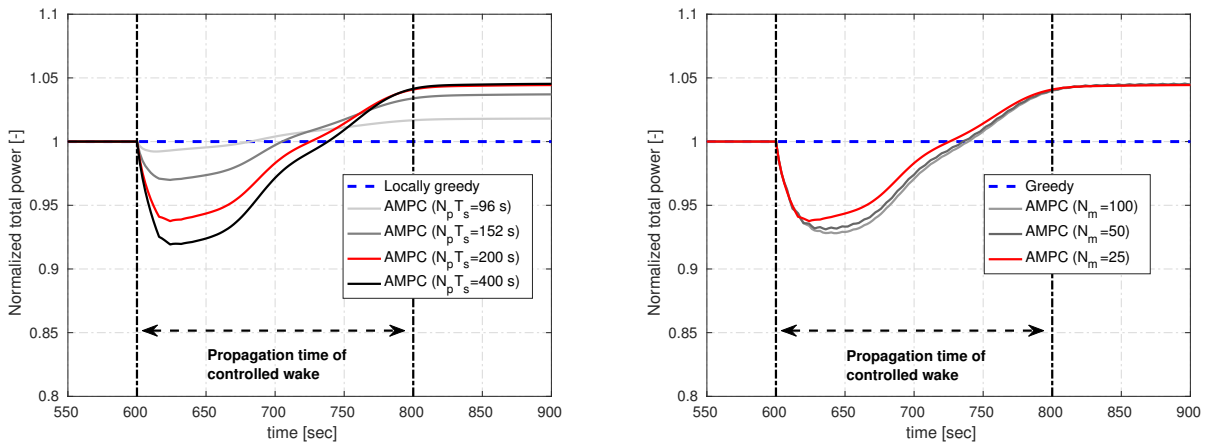 1.1
1.05
1
0.95
0.9
0.85
0.8
Normalized total power [-]
550 600 650 700 750 800 850 900
time [sec]
Locally greedy
AMPC (N_pT_s=96 s)
AMPC (N_pT_s=152 s)
AMPC (N_pT_s=200 s)
AMPC (N_pT_s=400 s)
Propagation time of
controlled wake
1.1
1.05
1
0.95
0.9
0.85
0.8
Normalized total power [-]
550 600 650 700 750 800 850 900
time [sec]
Greedy
AMPC (N_m=100)
AMPC (N_m=50)
AMPC (N_m=25)
Propagation time of
controlled wake